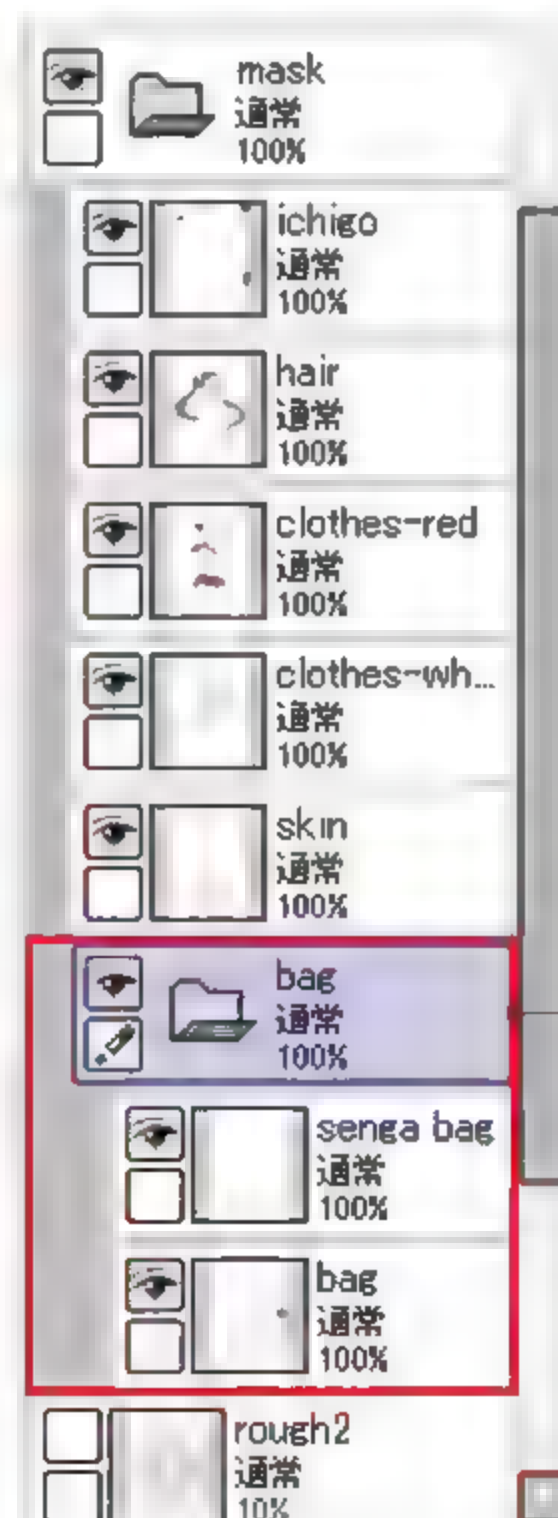 mask
通常
100%
ichigo
通常
100%
hair
通常
100%
clothes-red
通常
100%
clothes-wh...
通常
100%
skin
通常
100%
bag
通常
100%
senga bag
通常
100%
bag
通常
100%
rough2
通常
10%